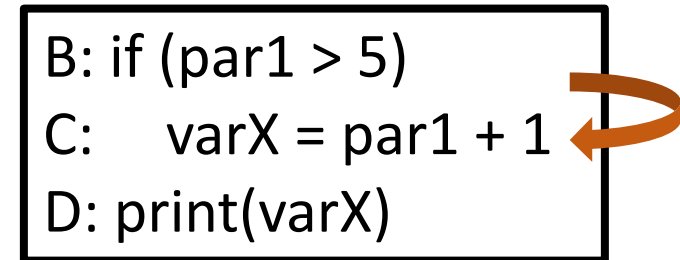 B: if (par1 > 5)
C:    varX = par1 + 1
D: print(varX)